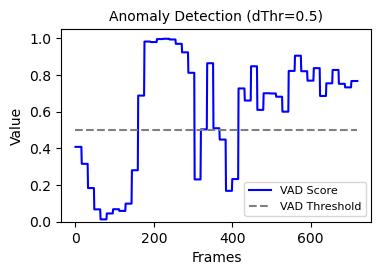 Anomaly Detection (dThr=0.5)
1.0
0.8
0.6
0.4
0.2
0.0
Value
VAD Score
VAD Threshold
0
200
400
600
Frames